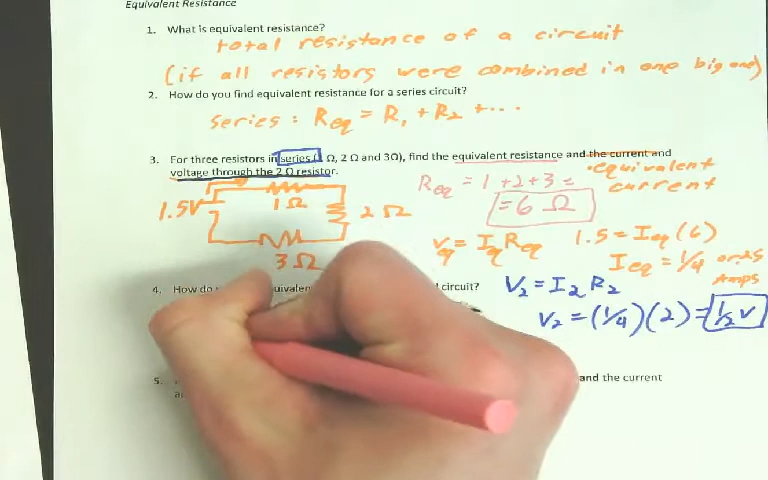 Equivalent Resistance
1. What is equivalent resistance?
total resistance of a circuit
(if all resistors were combined in one big one)
2. How do you find equivalent resistance for a series circuit?
series: Req = R1 + R2 + ...
3. For three resistors in series (1 Ω, 2 Ω and 3Ω), find the equivalent resistance and the current and
voltage through the 2 Ω resistor.
equivalent
current
Req = 1+2+3 =
= 6 Ω
1.5V
1Ω
2Ω
3Ω
Veq = Ieq Req
1.5 = Ieq (6)
Ieq = 1/4 or .25
Amps
V2 = I2 R2
V2 = (1/4)(2) = 1/2 V
4. How do circuit?
5. and the current